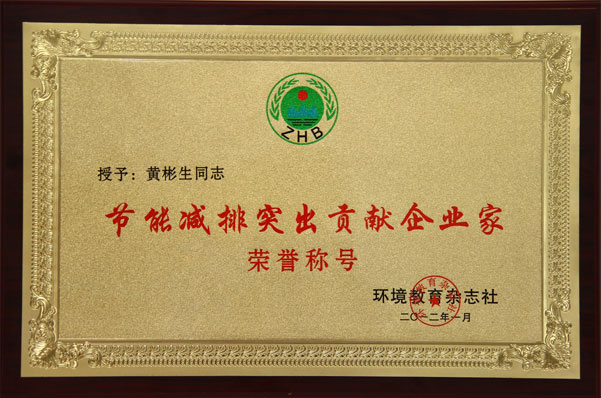 ZHB
授予：黄彬生同志
节能减排突出贡献企业家
荣誉称号
环境教育杂志社
二〇一二年一月